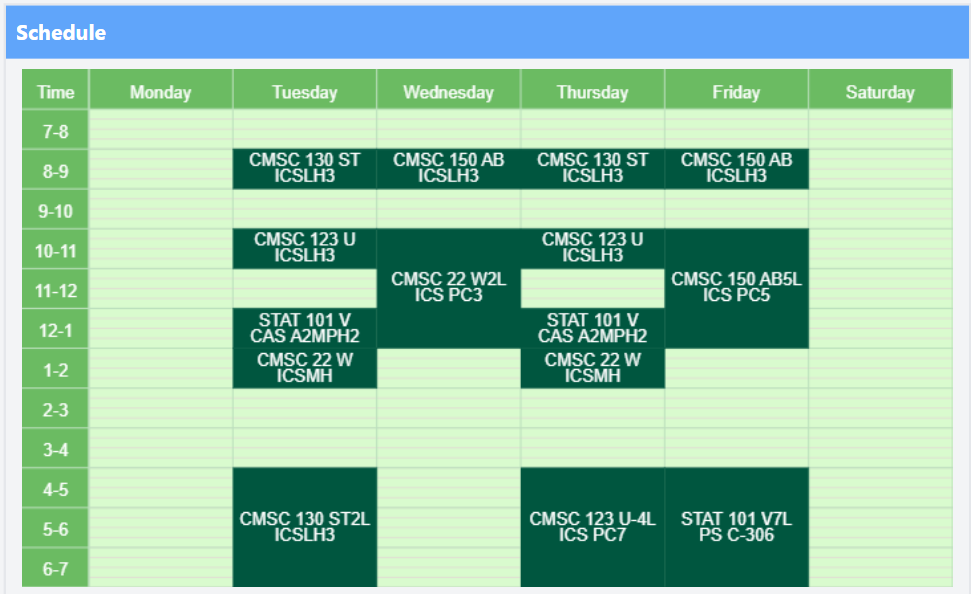 Schedule
Time Monday Tuesday Wednesday Thursday Friday Saturday
7-8
8-9
CMSC 130 ST
ICSLH3
CMSC 150 AB
ICSLH3
CMSC 130 ST
ICSLH3
CMSC 150 AB
ICSLH3
9-10
10-11
CMSC 123 U
ICSLH3
CMSC 123 U
ICSLH3
11-12
CMSC 22 W2L
ICS PC3
CMSC 150 AB5L
ICS PC5
12-1
STAT 101 V
CAS A2MPH2
STAT 101 V
CAS A2MPH2
1-2
CMSC 22 W
ICSMH
CMSC 22 W
ICSMH
2-3
3-4
4-5
5-6
CMSC 130 ST2L
ICSLH3
CMSC 123 U-4L
ICS PC7
STAT 101 V7L
PS C-306
6-7